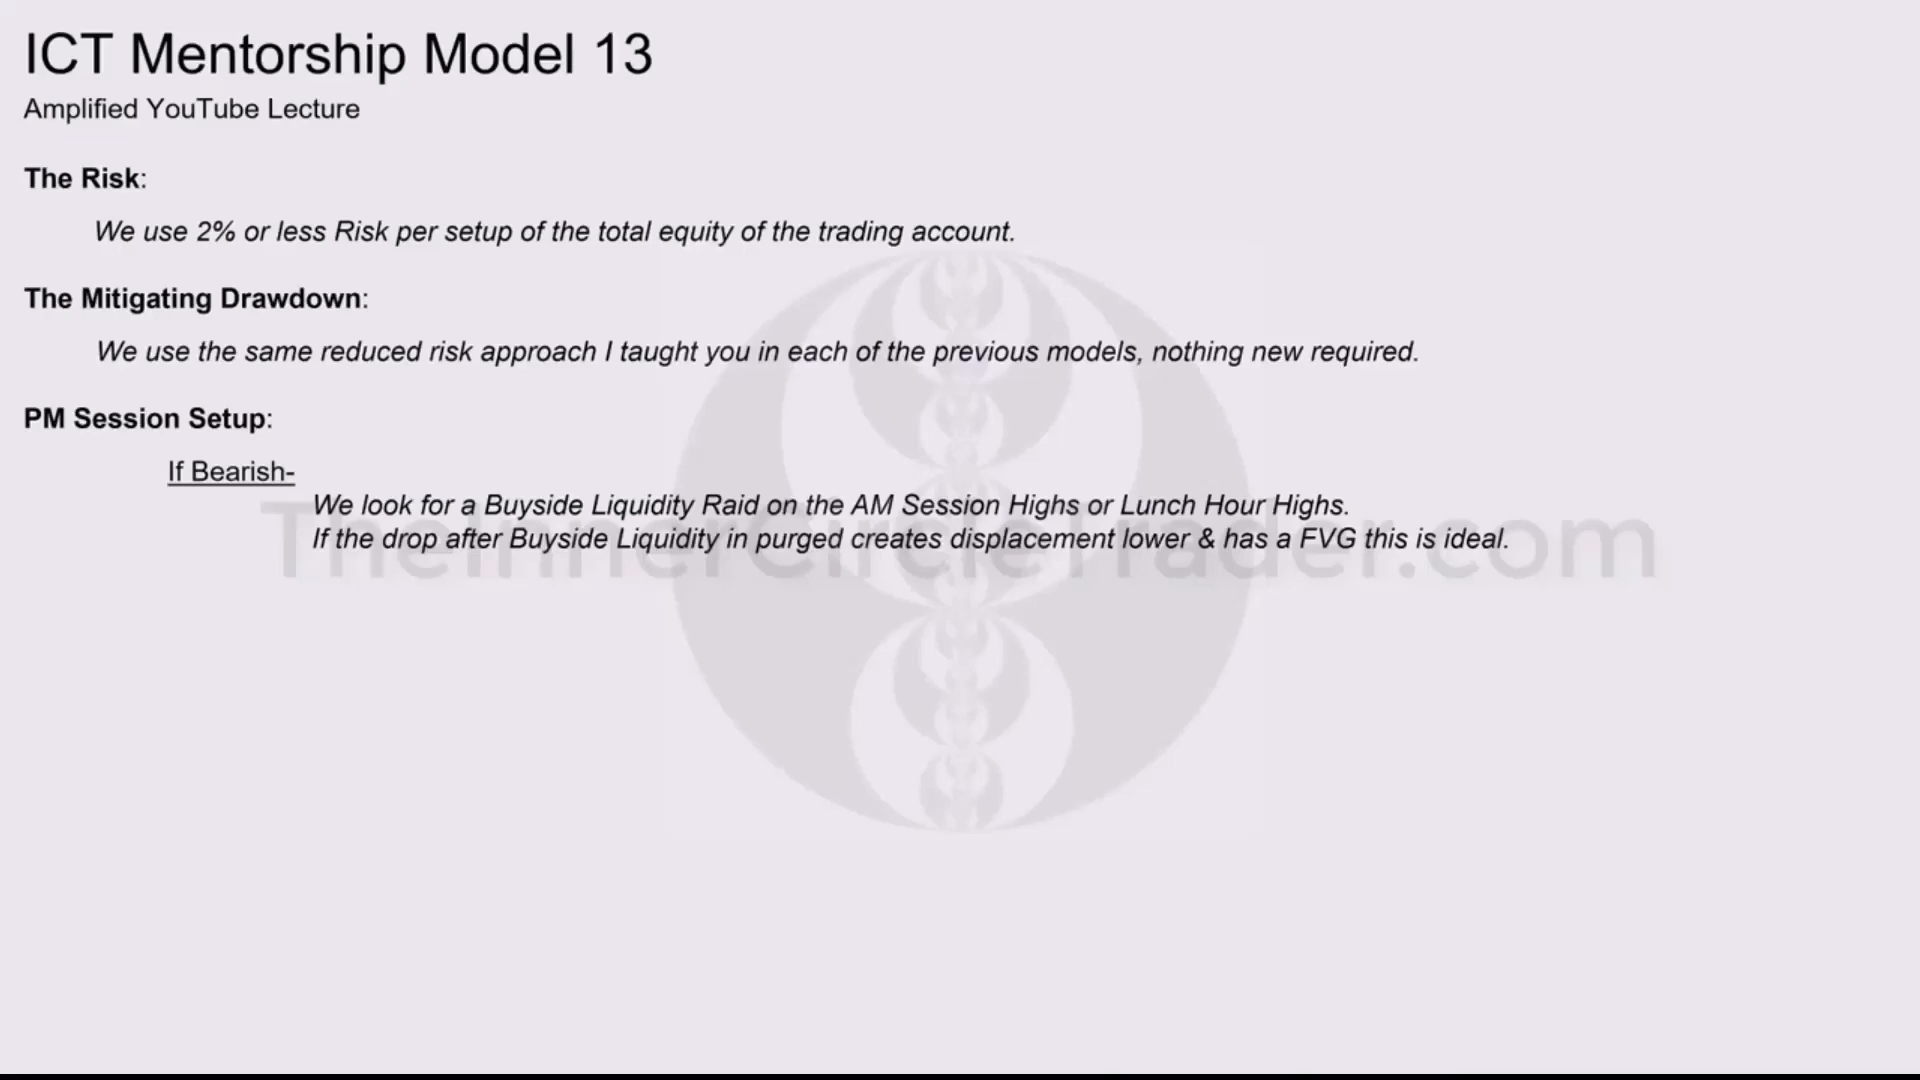 ICT Mentorship Model 13
Amplified YouTube Lecture
The Risk:
We use 2% or less Risk per setup of the total equity of the trading account.
The Mitigating Drawdown:
We use the same reduced risk approach I taught you in each of the previous models, nothing new required.
PM Session Setup:
If Bearish-
We look for a Buyside Liquidity Raid on the AM Session Highs or Lunch Hour Highs.
If the drop after Buyside Liquidity in purged creates displacement lower & has a FVG this is ideal.
TheInnerCircleTrader.com